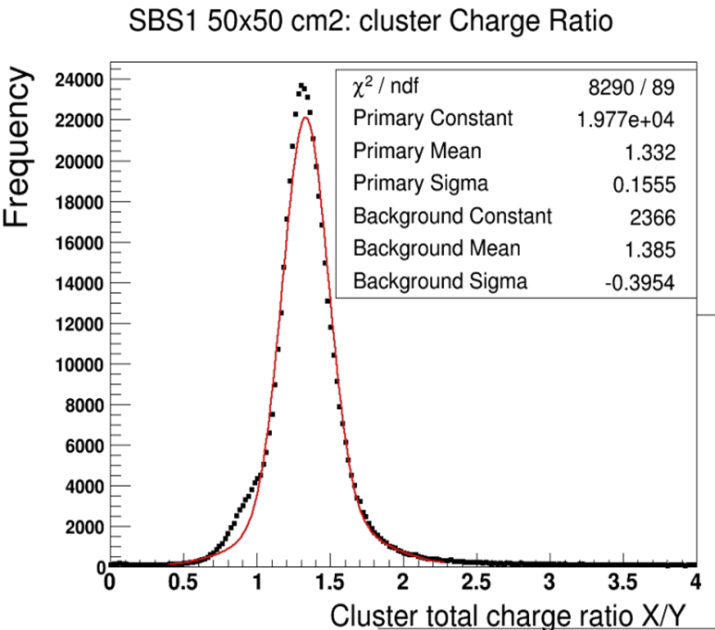 SBS1 50x50 cm2: cluster Charge Ratio
Frequency
24000
22000
20000
18000
16000
14000
12000
10000
8000
6000
4000
2000
0
χ² / ndf 8290 / 89
Primary Constant 1.977e+04
Primary Mean 1.332
Primary Sigma 0.1555
Background Constant 2366
Background Mean 1.385
Background Sigma -0.3954
0 0.5 1 1.5 2 2.5 3 3.5 4
Cluster total charge ratio X/Y